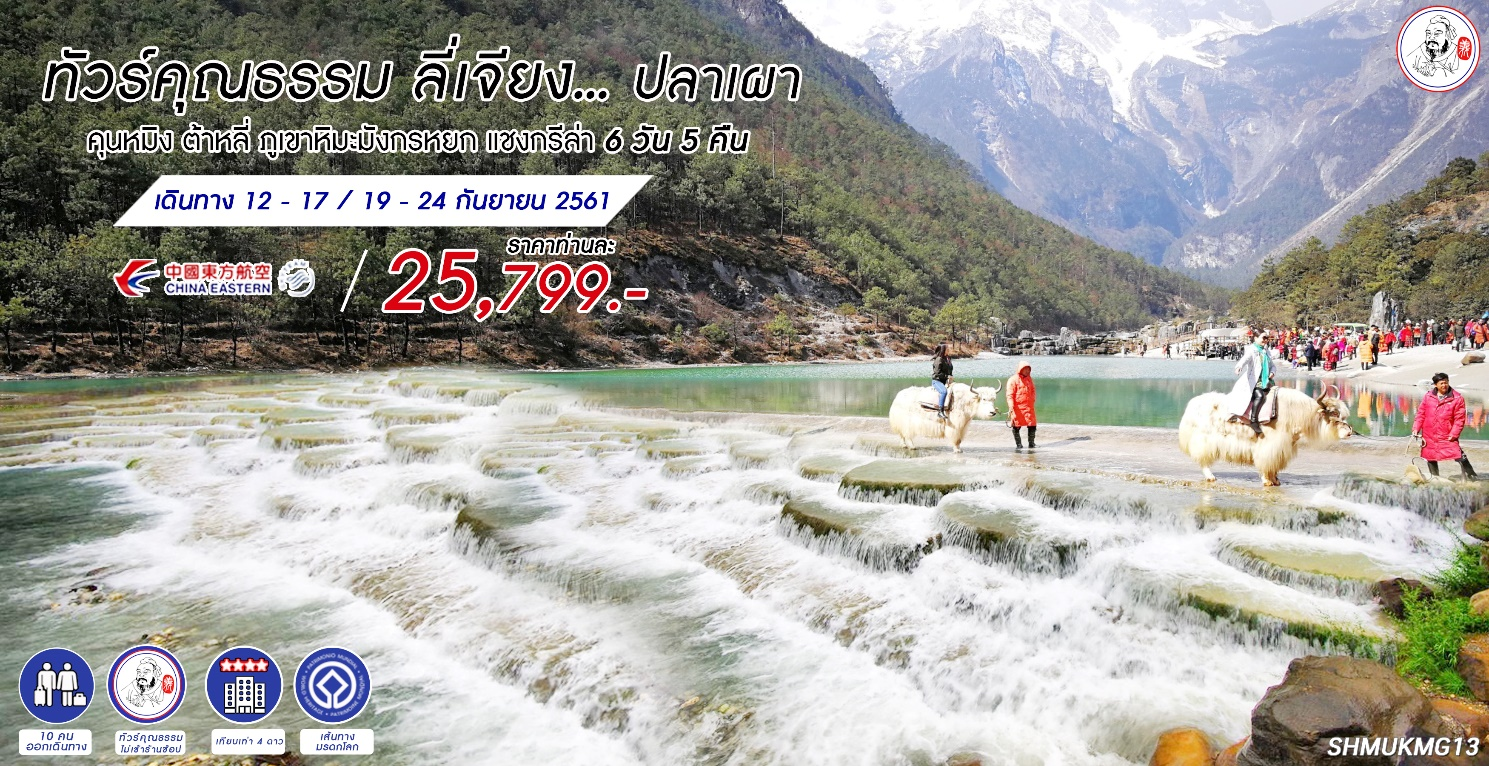 ทัวร์คุณธรรม ลี่เจียง... ปลาเผา
คุนหมิง ต้าหลี่ ภูเขาหิมะมังกรหยก แชงกรีล่า 6 วัน 5 คืน
เดินทาง 12 - 17 / 19 - 24 กันยายน 2561
ราคาท่านละ
中國東方航空
CHINA EASTERN
/ 25,799.-
10 คน
ออกเดินทาง
ทัวร์คุณธรรม
ไม่เข้าร้านช้อป
เทียบเท่า 4 ดาว
PATRIMONIO MUNDIAL
WORLD HERITAGE
PATRIMOINE
เส้นทาง
มรดกโลก
SHMUKMG13